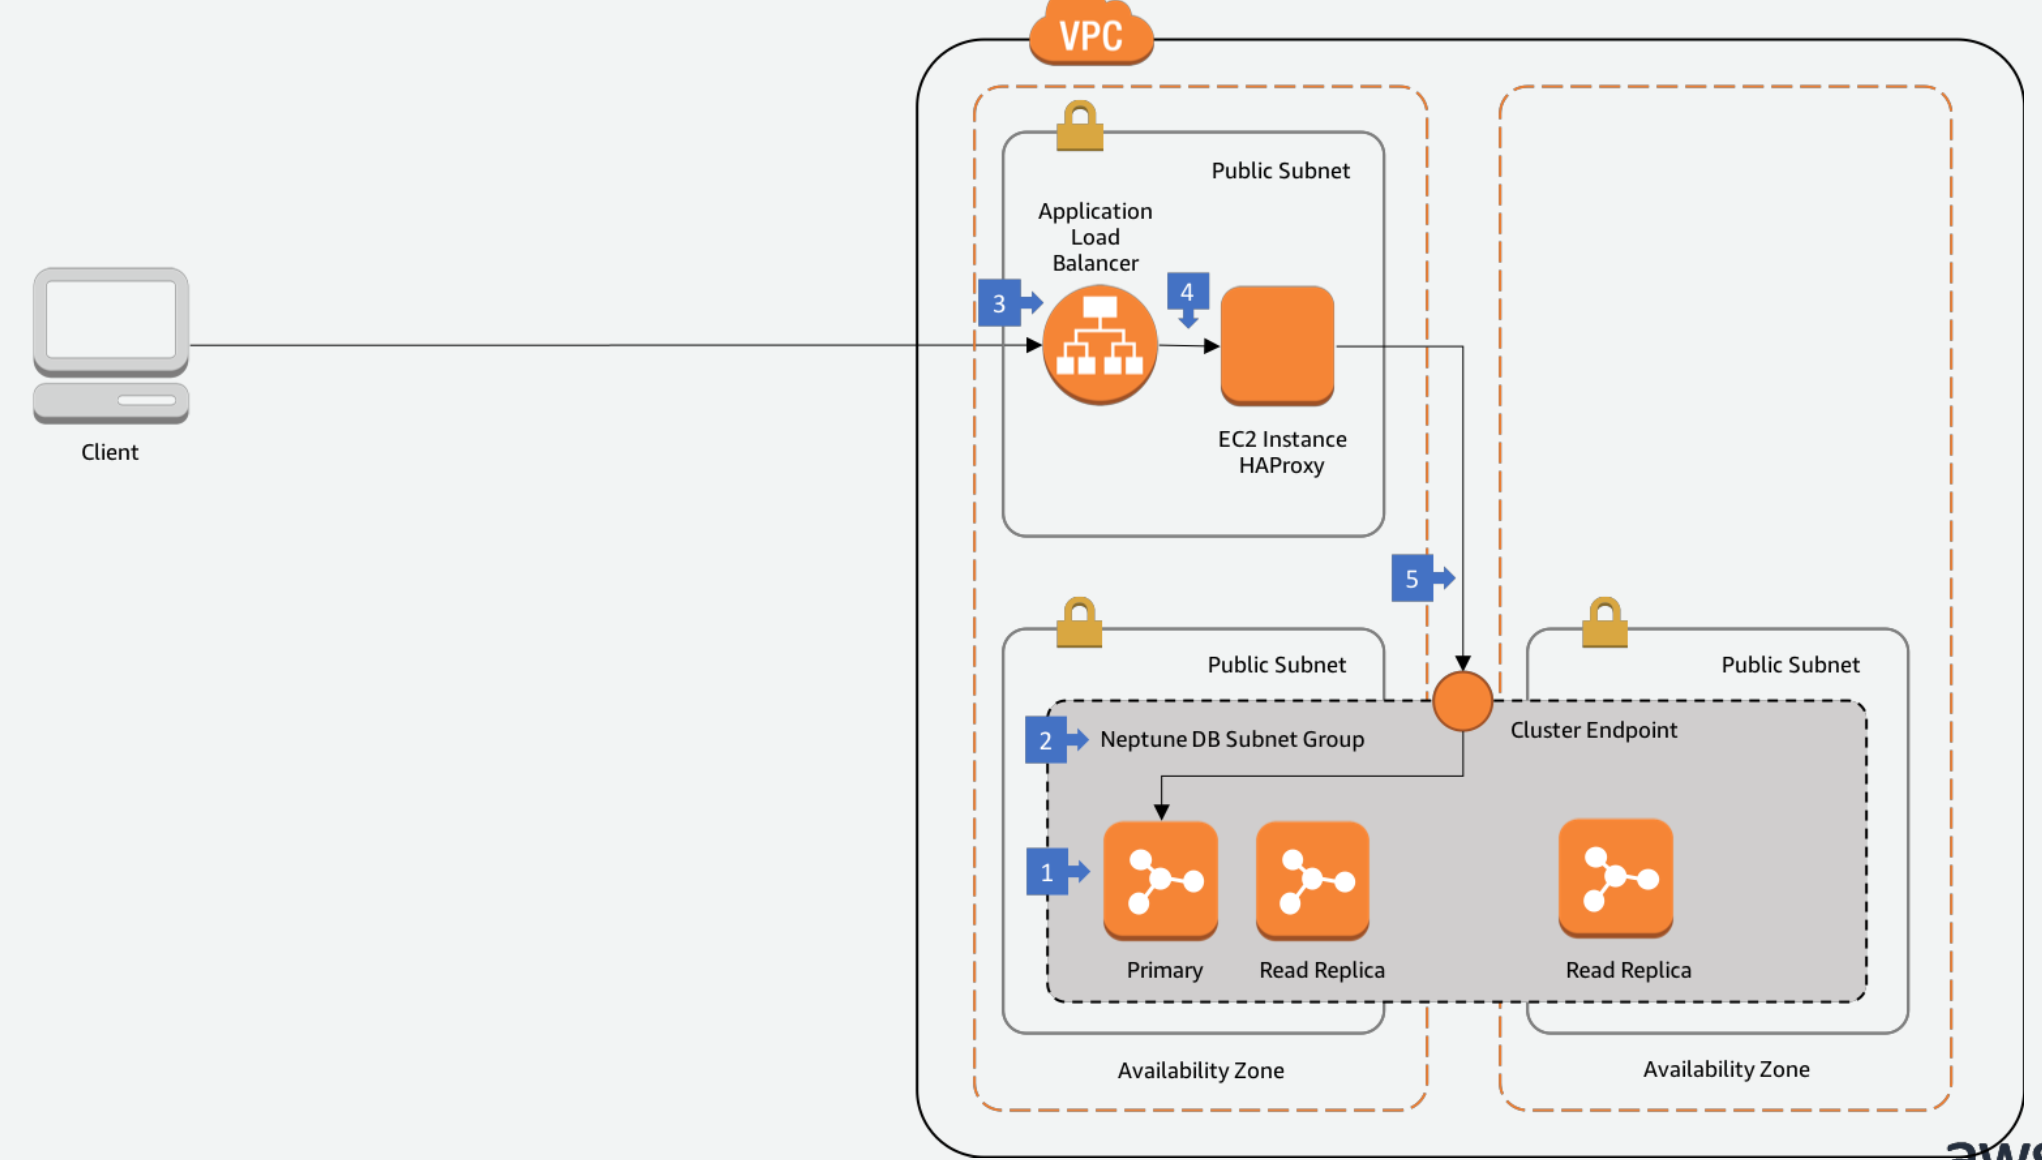 VPC
Public Subnet
Application
Load
Balancer
3
4
EC2 Instance
HAProxy
Client
5
Public Subnet
Public Subnet
2
Neptune DB Subnet Group
Cluster Endpoint
1
Primary
Read Replica
Read Replica
Availability Zone
Availability Zone
aws